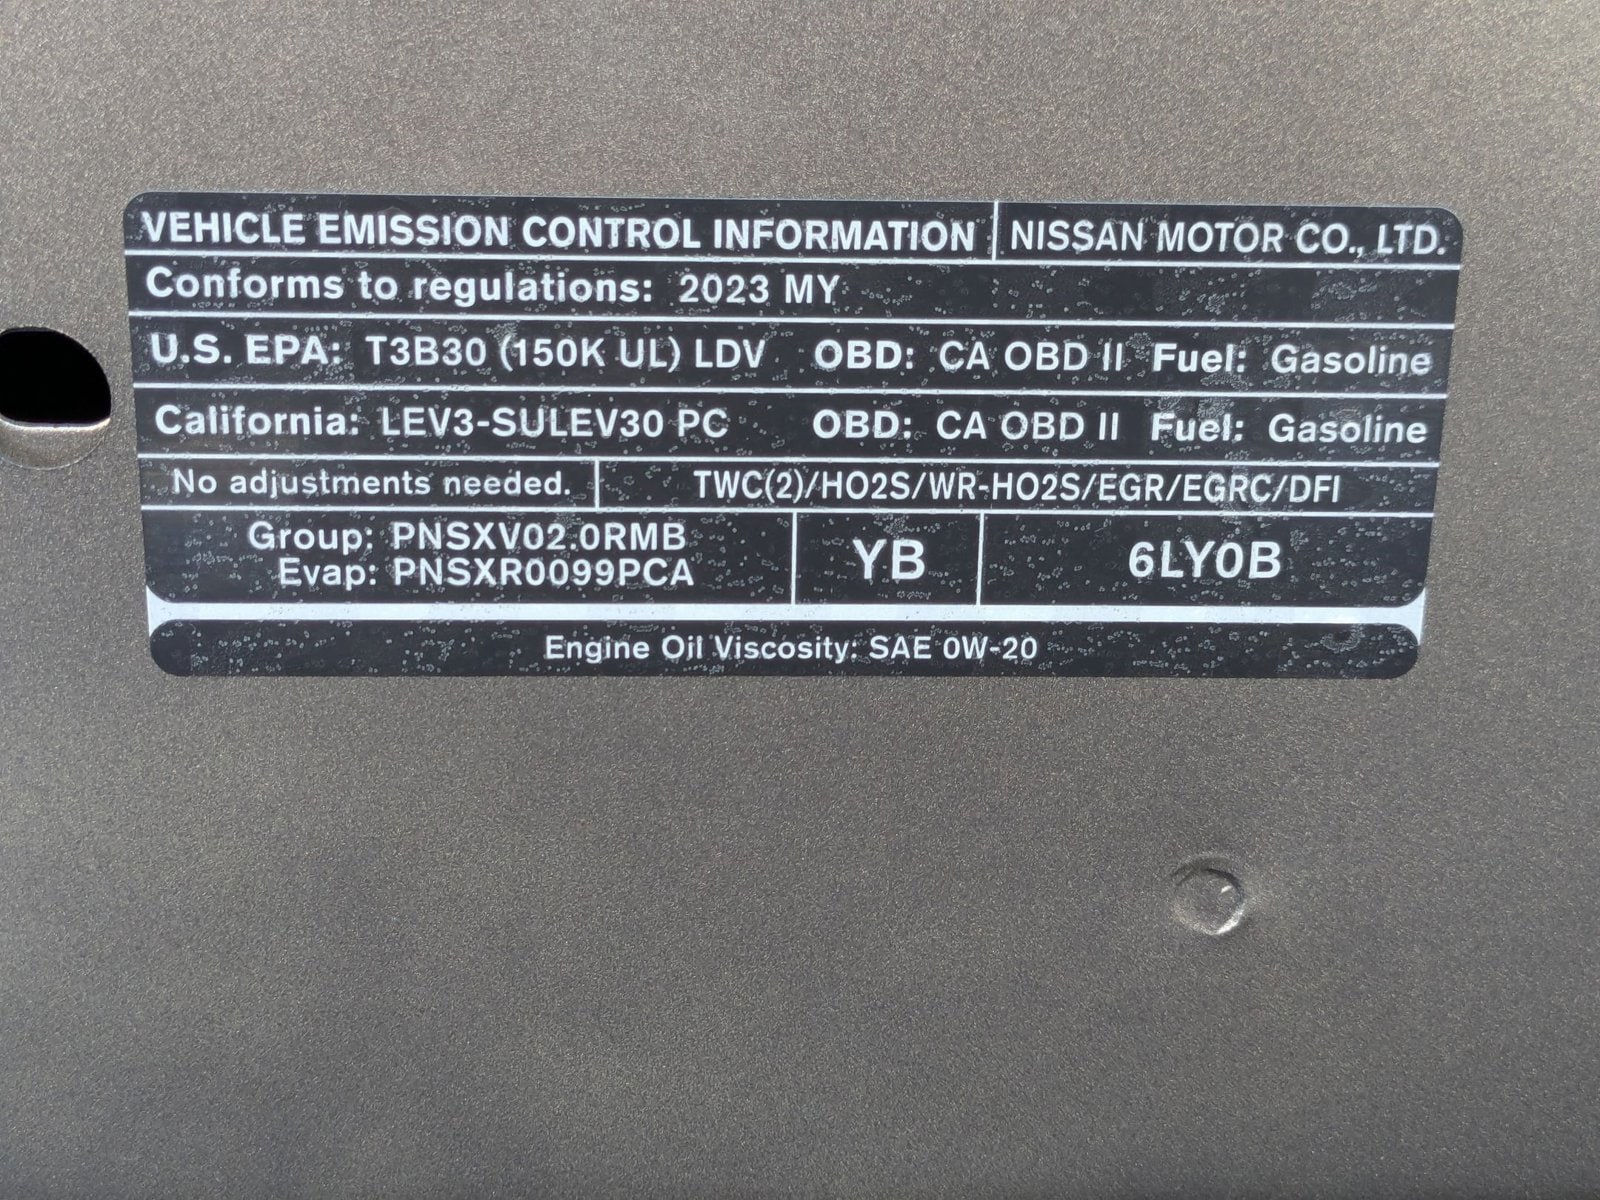 VEHICLE EMISSION CONTROL INFORMATION NISSAN MOTOR CO., LTD.
Conforms to regulations: 2023 MY
U.S. EPA: T3B30 (150K UL) LDV OBD: CA OBD II Fuel: Gasoline
California: LEV3-SULEV30 PC OBD: CA OBD II Fuel: Gasoline
No adjustments needed. TWC(2)/HO2S/WR-HO2S/EGR/EGRC/DFI
Group: PNSXV02.0RMB
Evap: PNSXR0099PCA
YB
6LY0B
Engine Oil Viscosity: SAE 0W-20